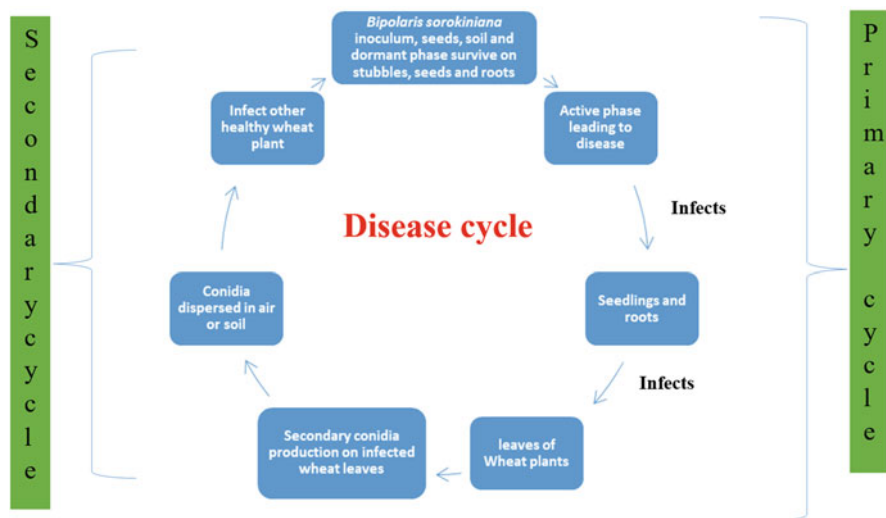 Secondarycycle
Bipolaris sorokiniana
inoculum, seeds, soil and
dormant phase survive on
stubbles, seeds and roots
Active phase
leading to
disease
Infects
Seedlings and
roots
Infects
leaves of
Wheat plants
Secondary conidia
production on infected
wheat leaves
Conidia
dispersed in air
or soil
Infect other
healthy wheat
plant
Disease cycle
Primary cycle